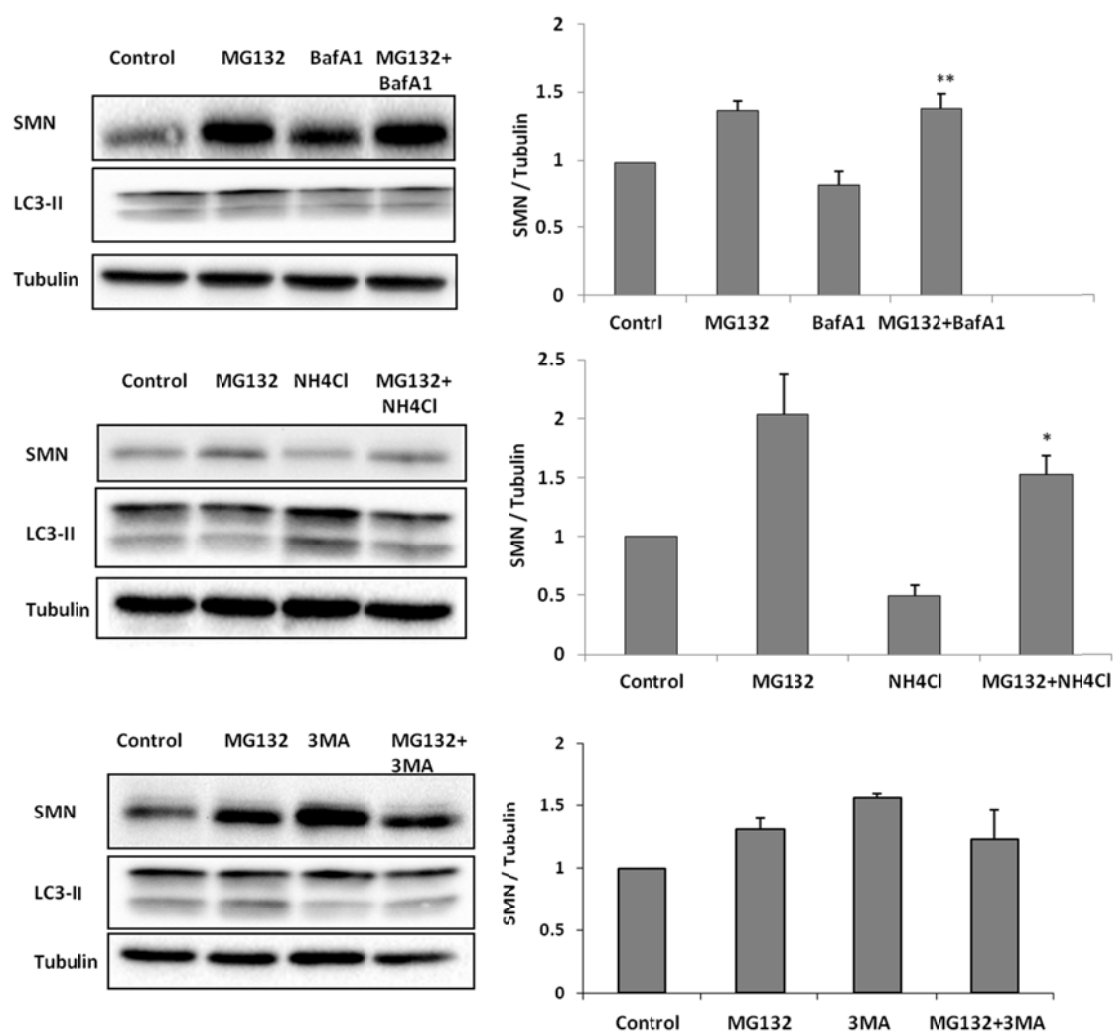 Control MG132 BafA1 MG132+
BafA1
SMN
LC3-II
Tubulin
2
1.5
1
0.5
0
SMN / Tubulin
**
Contrl MG132 BafA1 MG132+BafA1
Control MG132 NH4Cl MG132+
NH4Cl
SMN
LC3-II
Tubulin
2.5
2
1.5
1
0.5
0
SMN / Tubulin
*
Control MG132 NH4Cl MG132+NH4Cl
Control MG132 3MA MG132+
3MA
SMN
LC3-II
Tubulin
2
1.5
1
0.5
0
SMN / Tubulin
Control MG132 3MA MG132+3MA